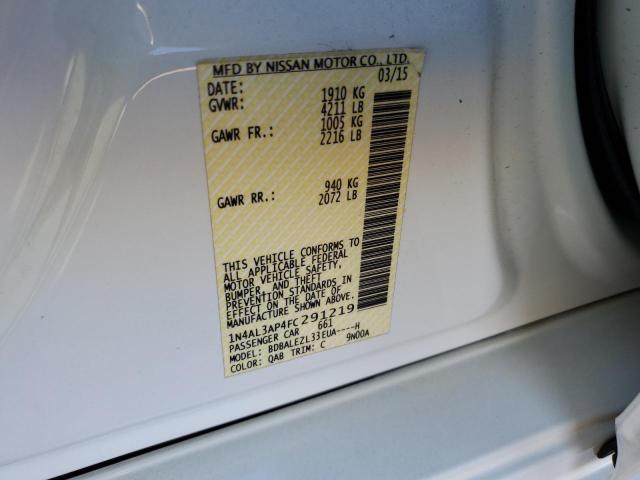 MFD BY NISSAN MOTOR CO., LTD.
DATE: 03/15
GVWR: 1910 KG
4211 LB
GAWR FR.: 1005 KG
2216 LB
GAWR RR.: 940 KG
2072 LB
THIS VEHICLE CONFORMS TO
ALL APPLICABLE FEDERAL
MOTOR VEHICLE SAFETY,
BUMPER, AND THEFT
PREVENTION STANDARDS IN
EFFECT ON THE DATE OF
MANUFACTURE SHOWN ABOVE.
1N4AL3AP4FC291219
PASSENGER CAR 661
MODEL: BDBALEZL33EUA----H
COLOR: QAB TRIM: C 9N00A